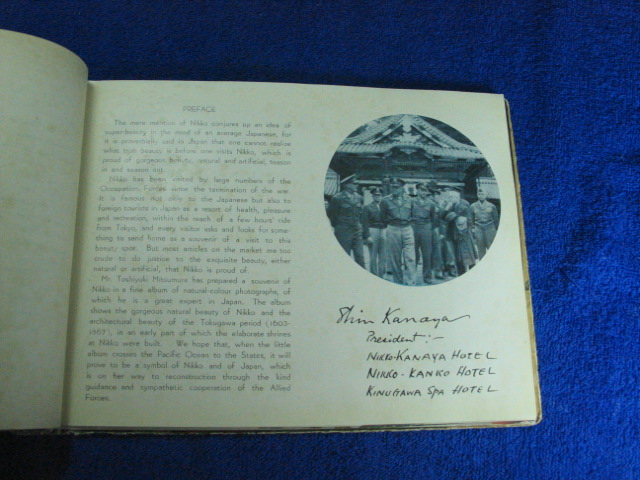 PREFACE
The mere mention of Nikko conjures up an idea of
super-beauty in the mind of an average Japanese, for
it is proverbially said in Japan that one cannot realize
what true beauty is before one visits Nikko, which is
proud of gorgeous beauty, natural and artificial, season
in and season out.
Nikko has been visited by large numbers of the
Occupation Forces since the termination of the war.
It is famous not only to the Japanese but also to
foreign tourists in Japan as a resort of health, pleasure
and recreation, within the reach of a few hours' ride
from Tokyo, and every visitor asks and looks for some-
thing to send home as a souvenir of a visit to this
beauty spot. But most articles on the market are too
crude to do justice to the exquisite beauty, either
natural or artificial, that Nikko is proud of.
Mr. Toshiyuki Mitsumura has prepared a souvenir of
Nikko in a fine album of natural-colour photographs, of
which he is a great expert in Japan. The album
shows the gorgeous natural beauty of Nikko and the
architectural beauty of the Tokugawa period (1603-
1867), in an early part of which the elaborate shrines
at Nikko were built. We hope that, when the little
album crosses the Pacific Ocean to the States, it will
prove to be a symbol of Nikko and of Japan, which
is on her way to reconstruction through the kind
guidance and sympathetic cooperation of the Allied
Forces.
Shin Kanaya
President :-
NIKKO-KANAYA HOTEL
NIKKO-KANKO HOTEL
KINUGAWA SPA HOTEL